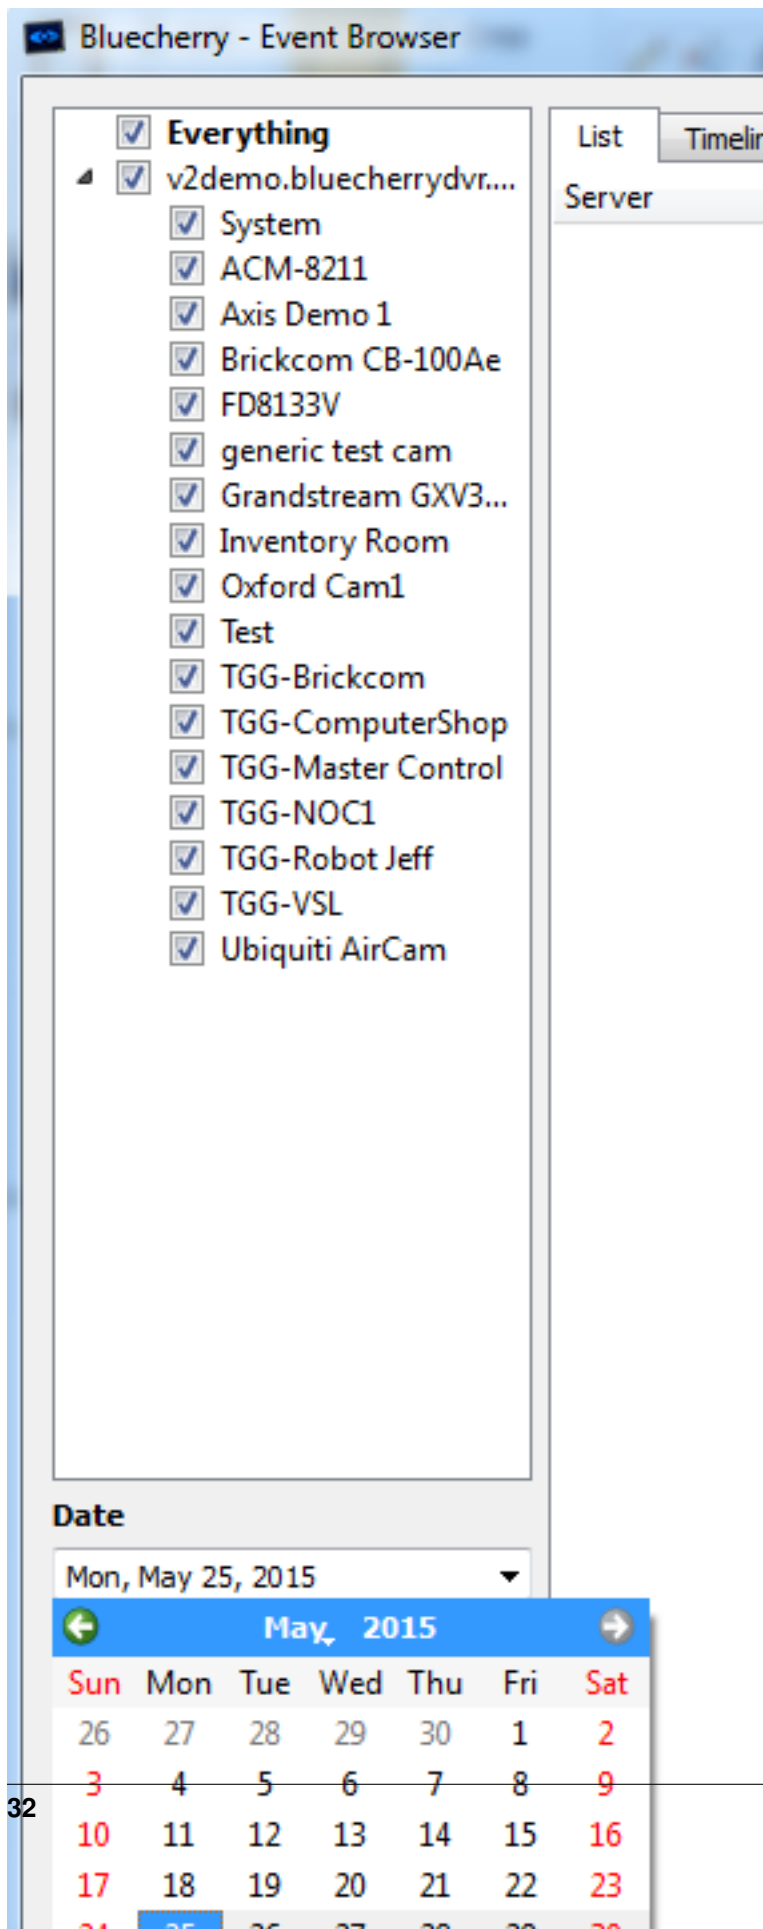 Bluecherry - Event Browser
Everything
v2demo.bluecherrydvr....
System
ACM-8211
Axis Demo 1
Brickcom CB-100Ae
FD8133V
generic test cam
Grandstream GXV3...
Inventory Room
Oxford Cam1
Test
TGG-Brickcom
TGG-ComputerShop
TGG-Master Control
TGG-NOC1
TGG-Robot Jeff
TGG-VSL
Ubiquiti AirCam
List
Server
Date
Mon, May 25, 2015
May, 2015
Sun Mon Tue Wed Thu Fri Sat
26 27 28 29 30 1 2
3 4 5 6 7 8 9
32
10 11 12 13 14 15 16
17 18 19 20 21 22 23